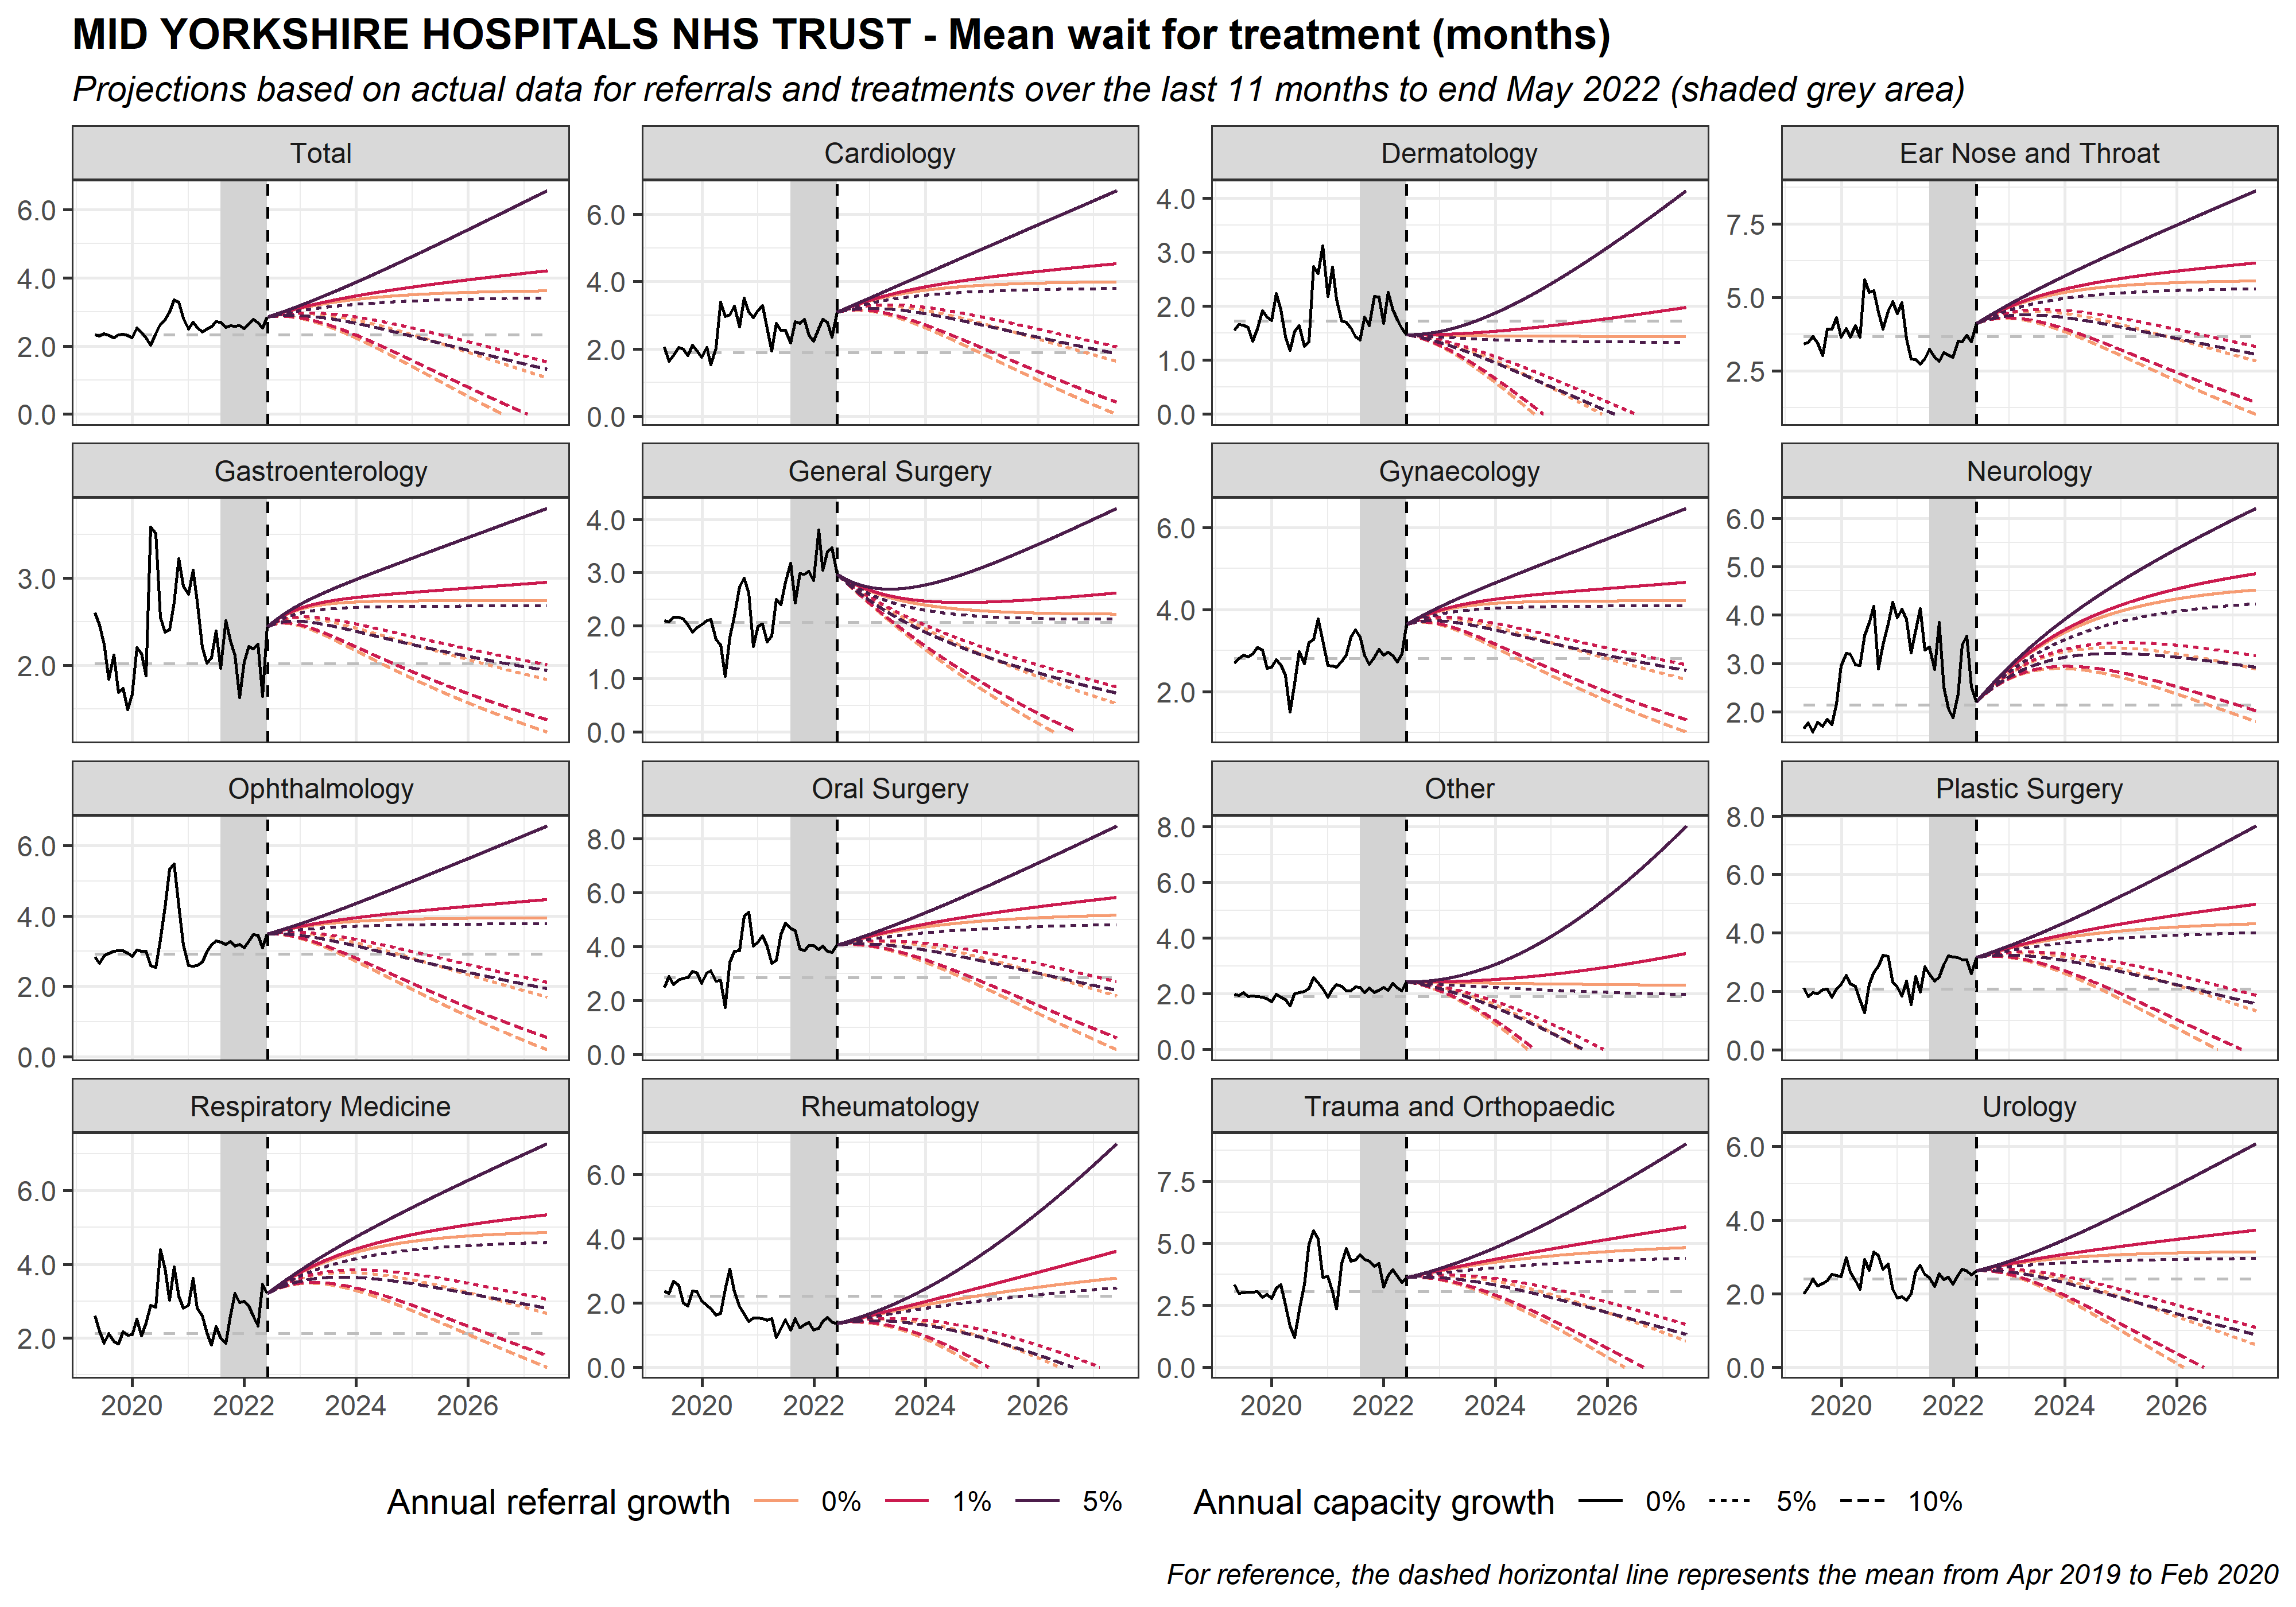 MID YORKSHIRE HOSPITALS NHS TRUST - Mean wait for treatment (months)
Projections based on actual data for referrals and treatments over the last 11 months to end May 2022 (shaded grey area)
Total Cardiology Dermatology Ear Nose and Throat
6.0 6.0 4.0 7.5
4.0 4.0 3.0 5.0
2.0 2.0 2.0 2.5
0.0 0.0 1.0
0.0
Gastroenterology General Surgery Gynaecology Neurology
3.0 4.0 6.0 6.0
2.0 3.0 4.0 5.0
2.0 2.0 4.0
1.0 3.0
0.0 2.0
Ophthalmology Oral Surgery Other Plastic Surgery
6.0 8.0 8.0 8.0
4.0 6.0 6.0 6.0
2.0 4.0 4.0 4.0
0.0 2.0 2.0 2.0
0.0 0.0 0.0
Respiratory Medicine Rheumatology Trauma and Orthopaedic Urology
6.0 6.0 7.5 6.0
4.0 4.0 5.0 4.0
2.0 2.0 2.5 2.0
0.0 0.0 0.0
2020 2022 2024 2026 2020 2022 2024 2026 2020 2022 2024 2026 2020 2022 2024 2026
Annual referral growth 0% 1% 5% Annual capacity growth 0% 5% 10%
For reference, the dashed horizontal line represents the mean from Apr 2019 to Feb 2020